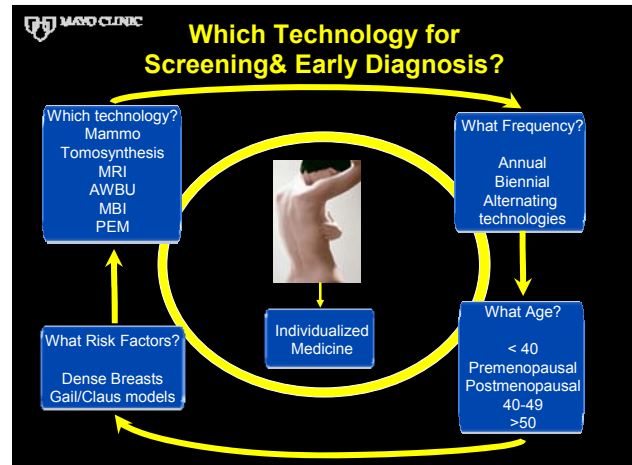 MAYO CLINIC
Which Technology for
Screening& Early Diagnosis?
Which technology?
Mammo
Tomosynthesis
MRI
AWBU
MBI
PEM
What Frequency?
Annual
Biennial
Alternating
technologies
Individualized
Medicine
What Risk Factors?
Dense Breasts
Gail/Claus models
What Age?
< 40
Premenopausal
Postmenopausal
40-49
>50